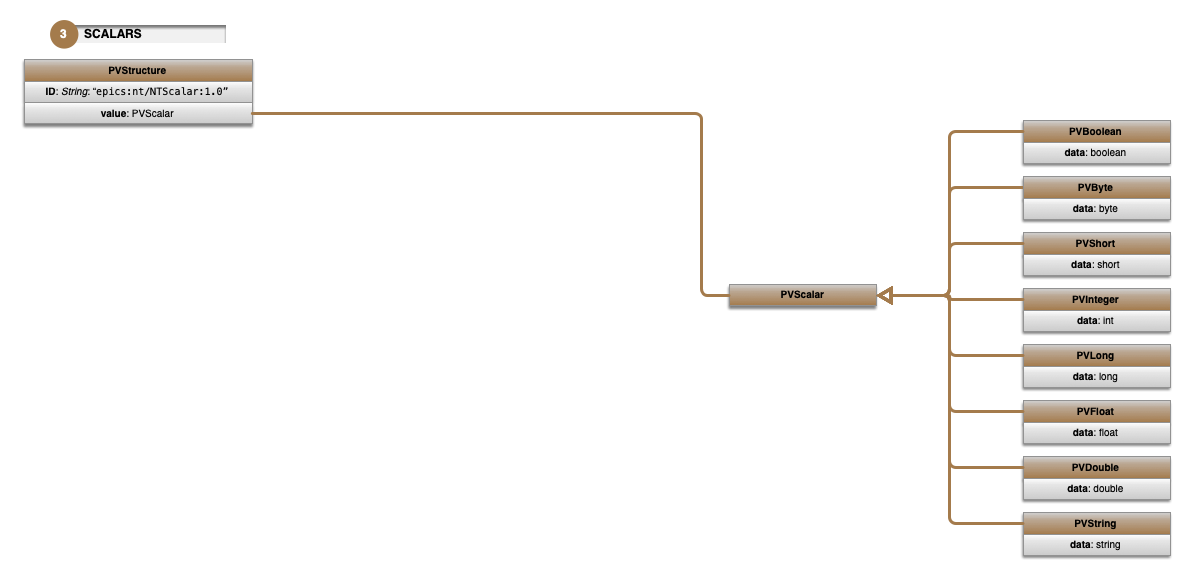 3 SCALARS
PVStructure
ID: String: “epics:nt/NTScalar:1.0”
value: PVScalar
PVScalar
PVBoolean
data: boolean
PVByte
data: byte
PVShort
data: short
PVInteger
data: int
PVLong
data: long
PVFloat
data: float
PVDouble
data: double
PVString
data: string